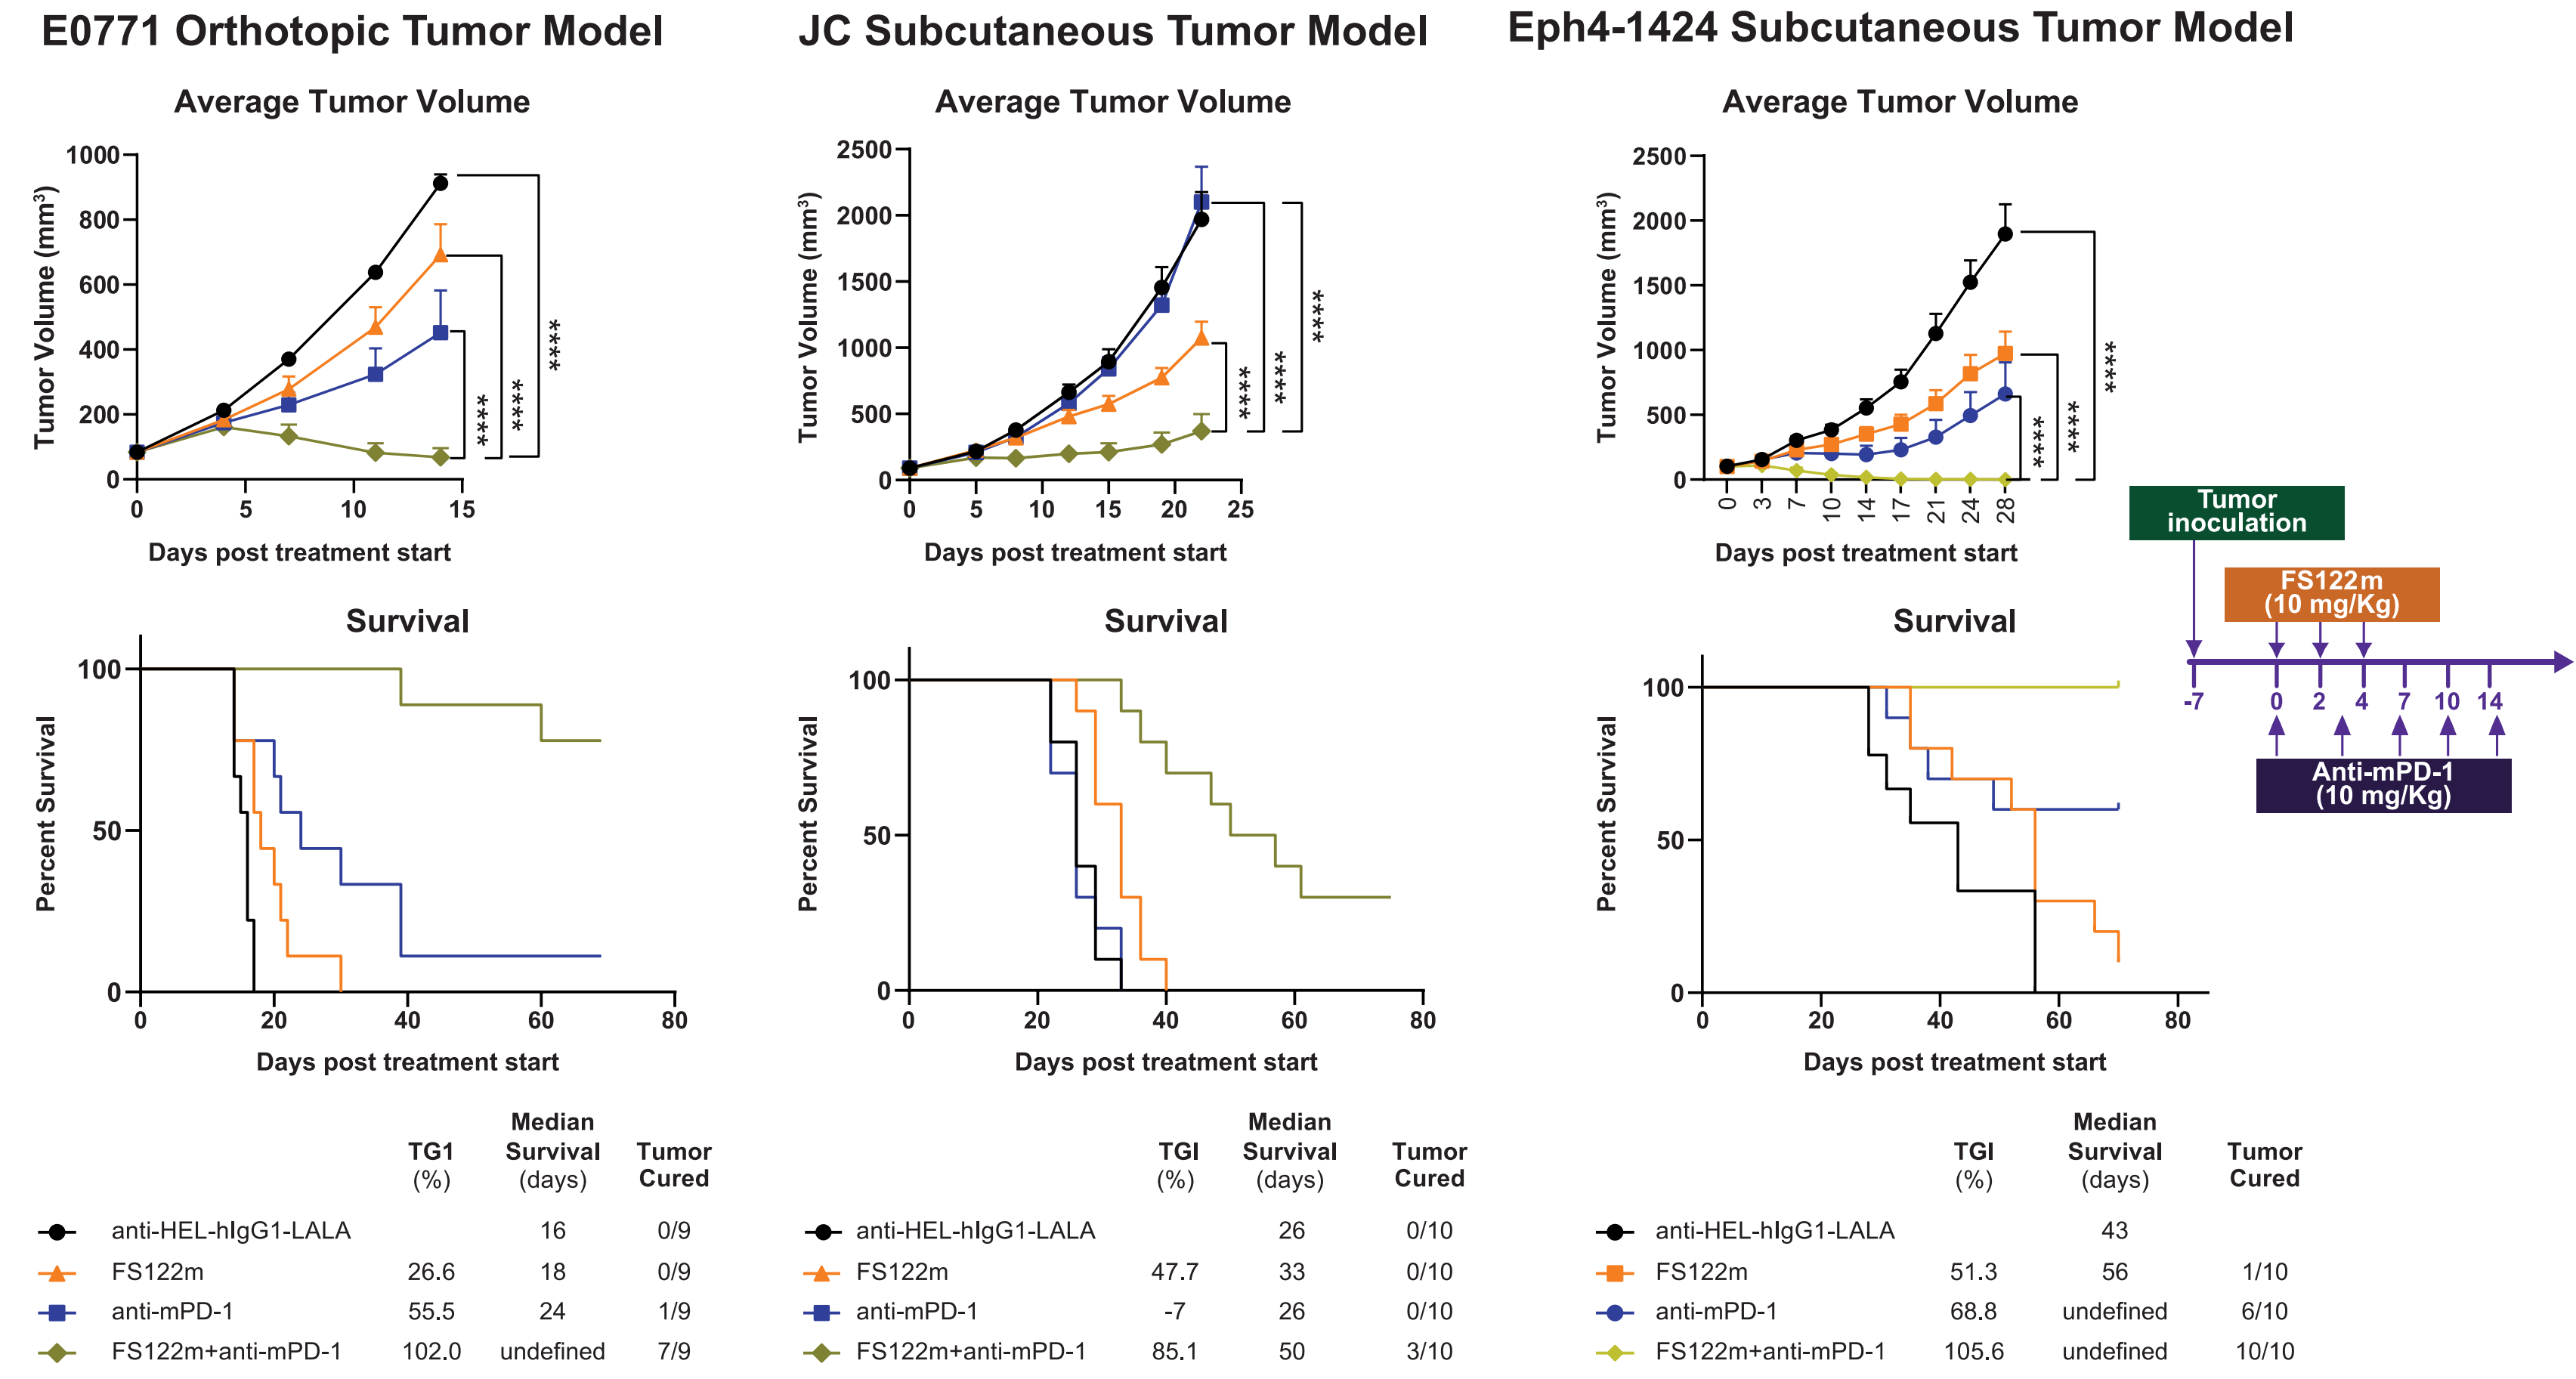 E0771 Orthotopic Tumor Model
Average Tumor Volume
Tumor Volume (mm³)
1000
800
600
400
200
0
0 5 10 15
****
****
****
Days post treatment start
Survival
Percent Survival
100
50
0
0 20 40 60 80
Days post treatment start
TG1 (%) Median Survival (days) Tumor Cured
anti-HEL-hIgG1-LALA 16 0/9
FS122m 26.6 18 0/9
anti-mPD-1 55.5 24 1/9
FS122m+anti-mPD-1 102.0 undefined 7/9
JC Subcutaneous Tumor Model
Average Tumor Volume
Tumor Volume (mm³)
2500
2000
1500
1000
500
0
0 5 10 15 20 25
****
****
****
Days post treatment start
Survival
Percent Survival
100
50
0
0 20 40 60 80
Days post treatment start
TGI (%) Median Survival (days) Tumor Cured
anti-HEL-hIgG1-LALA 26 0/10
FS122m 47.7 33 0/10
anti-mPD-1 -7 26 0/10
FS122m+anti-mPD-1 85.1 50 3/10
Eph4-1424 Subcutaneous Tumor Model
Average Tumor Volume
Tumor Volume (mm³)
2500
2000
1500
1000
500
0
0 3 7 10 14 17 21 24 28
****
****
****
Days post treatment start
Survival
Percent Survival
100
50
0
0 20 40 60 80
Days post treatment start
TGI (%) Median Survival (days) Tumor Cured
anti-HEL-hIgG1-LALA 43
FS122m 51.3 56 1/10
anti-mPD-1 68.8 undefined 6/10
FS122m+anti-mPD-1 105.6 undefined 10/10
Tumor
inoculation
FS122m
(10 mg/Kg)
-7 0 2 4 7 10 14
Anti-mPD-1
(10 mg/Kg)